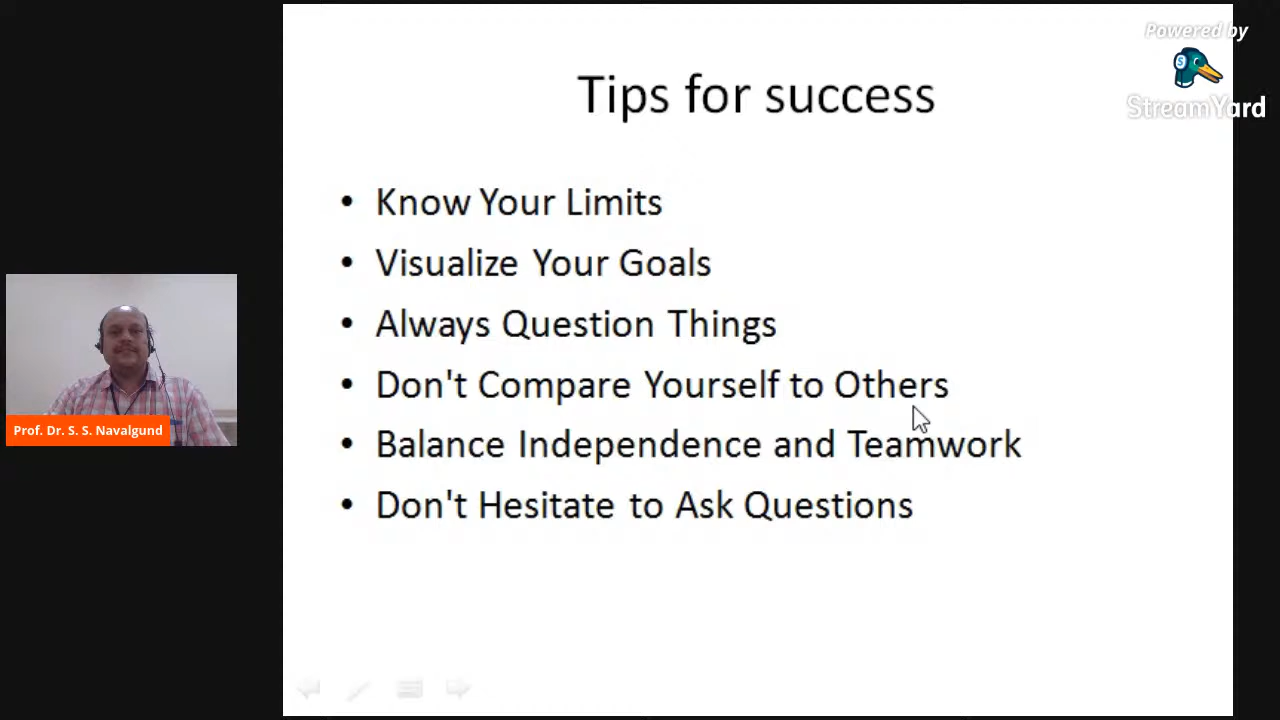 Powered by
StreamYard
Tips for success
• Know Your Limits
• Visualize Your Goals
• Always Question Things
• Don't Compare Yourself to Others
• Balance Independence and Teamwork
• Don't Hesitate to Ask Questions
Prof. Dr. S. S. Navalgund